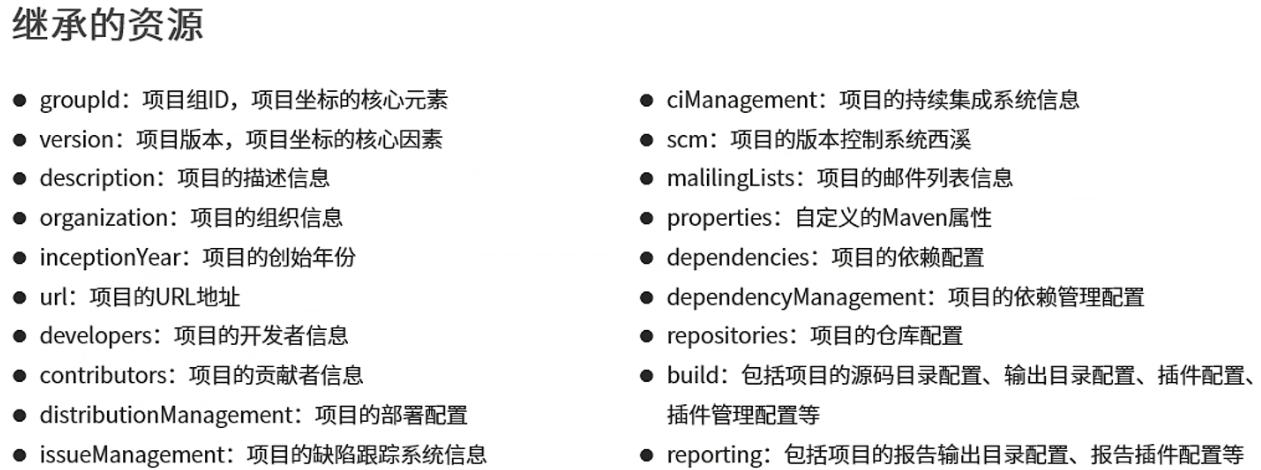 继承的资源
● groupId：项目组ID，项目坐标的核心元素
● version：项目版本，项目坐标的核心因素
● description：项目的描述信息
● organization：项目的组织信息
● inceptionYear：项目的创始年份
● url：项目的URL地址
● developers：项目的开发者信息
● contributors：项目的贡献者信息
● distributionManagement：项目的部署配置
● issueManagement：项目的缺陷跟踪系统信息
● ciManagement：项目的持续集成系统信息
● scm：项目的版本控制系统西溪
● malilingLists：项目的邮件列表信息
● properties：自定义的Maven属性
● dependencies：项目的依赖配置
● dependencyManagement：项目的依赖管理配置
● repositories：项目的仓库配置
● build：包括项目的源码目录配置、输出目录配置、插件配置、
插件管理配置等
● reporting：包括项目的报告输出目录配置、报告插件配置等